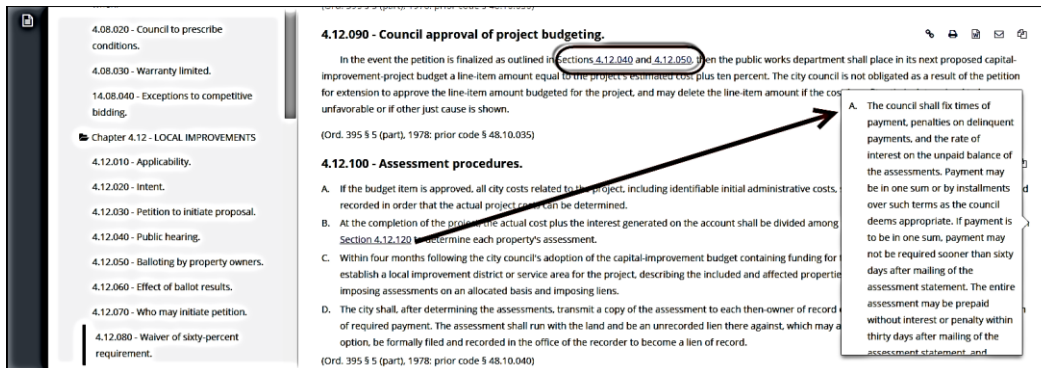 4.08.020 - Council to prescribe
conditions.
4.08.030 - Warranty limited.
14.08.040 - Exceptions to competitive
bidding.
Chapter 4.12 - LOCAL IMPROVEMENTS
4.12.010 - Applicability.
4.12.020 - Intent.
4.12.030 - Petition to initiate proposal.
4.12.040 - Public hearing.
4.12.050 - Balloting by property owners.
4.12.060 - Effect of ballot results.
4.12.070 - Who may initiate petition.
4.12.080 - Waiver of sixty-percent
requirement.
4.12.090 - Council approval of project budgeting.
In the event the petition is finalized as outlined in Sections 4.12.040 and 4.12.050, then the public works department shall place in its next proposed capital-
improvement-project budget a line-item amount equal to the project's estimated cost plus ten percent. The city council is not obligated as a result of the petition
for extension to approve the line-item amount budgeted for the project, and may delete the line-item amount if the
unfavorable or if other just cause is shown.
(Ord. 395 § 5 (part), 1978: prior code § 48.10.035)
4.12.100 - Assessment procedures.
A. If the budget item is approved, all city costs related to the project, including identifiable initial administrative costs,
recorded in order that the actual project costs can be determined.
B. At the completion of the project, the actual cost plus the interest generated on the account shall be divided among
Section 4.12.120 to determine each property's assessment.
C. Within four months following the city council's adoption of the capital-improvement budget containing funding for
establish a local improvement district or service area for the project, describing the included and affected
imposing assessments on an allocated basis and imposing liens.
D. The city shall, after determining the assessments, transmit a copy of the assessment to each then-owner of record
of required payment. The assessment shall run with the land and be an unrecorded lien there against, which may
option, be formally filed and recorded in the office of the recorder to become a lien of record.
(Ord. 395 § 5 (part), 1978: prior code § 48.10.040)
A. The council shall fix times of
payment, penalties on delinquent
payments, and the rate of
interest on the unpaid balance of
the assessments. Payment may
be in one sum or by installments
over such terms as the council
deems appropriate. If payment is
to be in one sum, payment may
not be required sooner than sixty
days after mailing of the
assessment statement. The entire
assessment may be prepaid
without interest or penalty within
thirty days after mailing of the
assessment statement, and